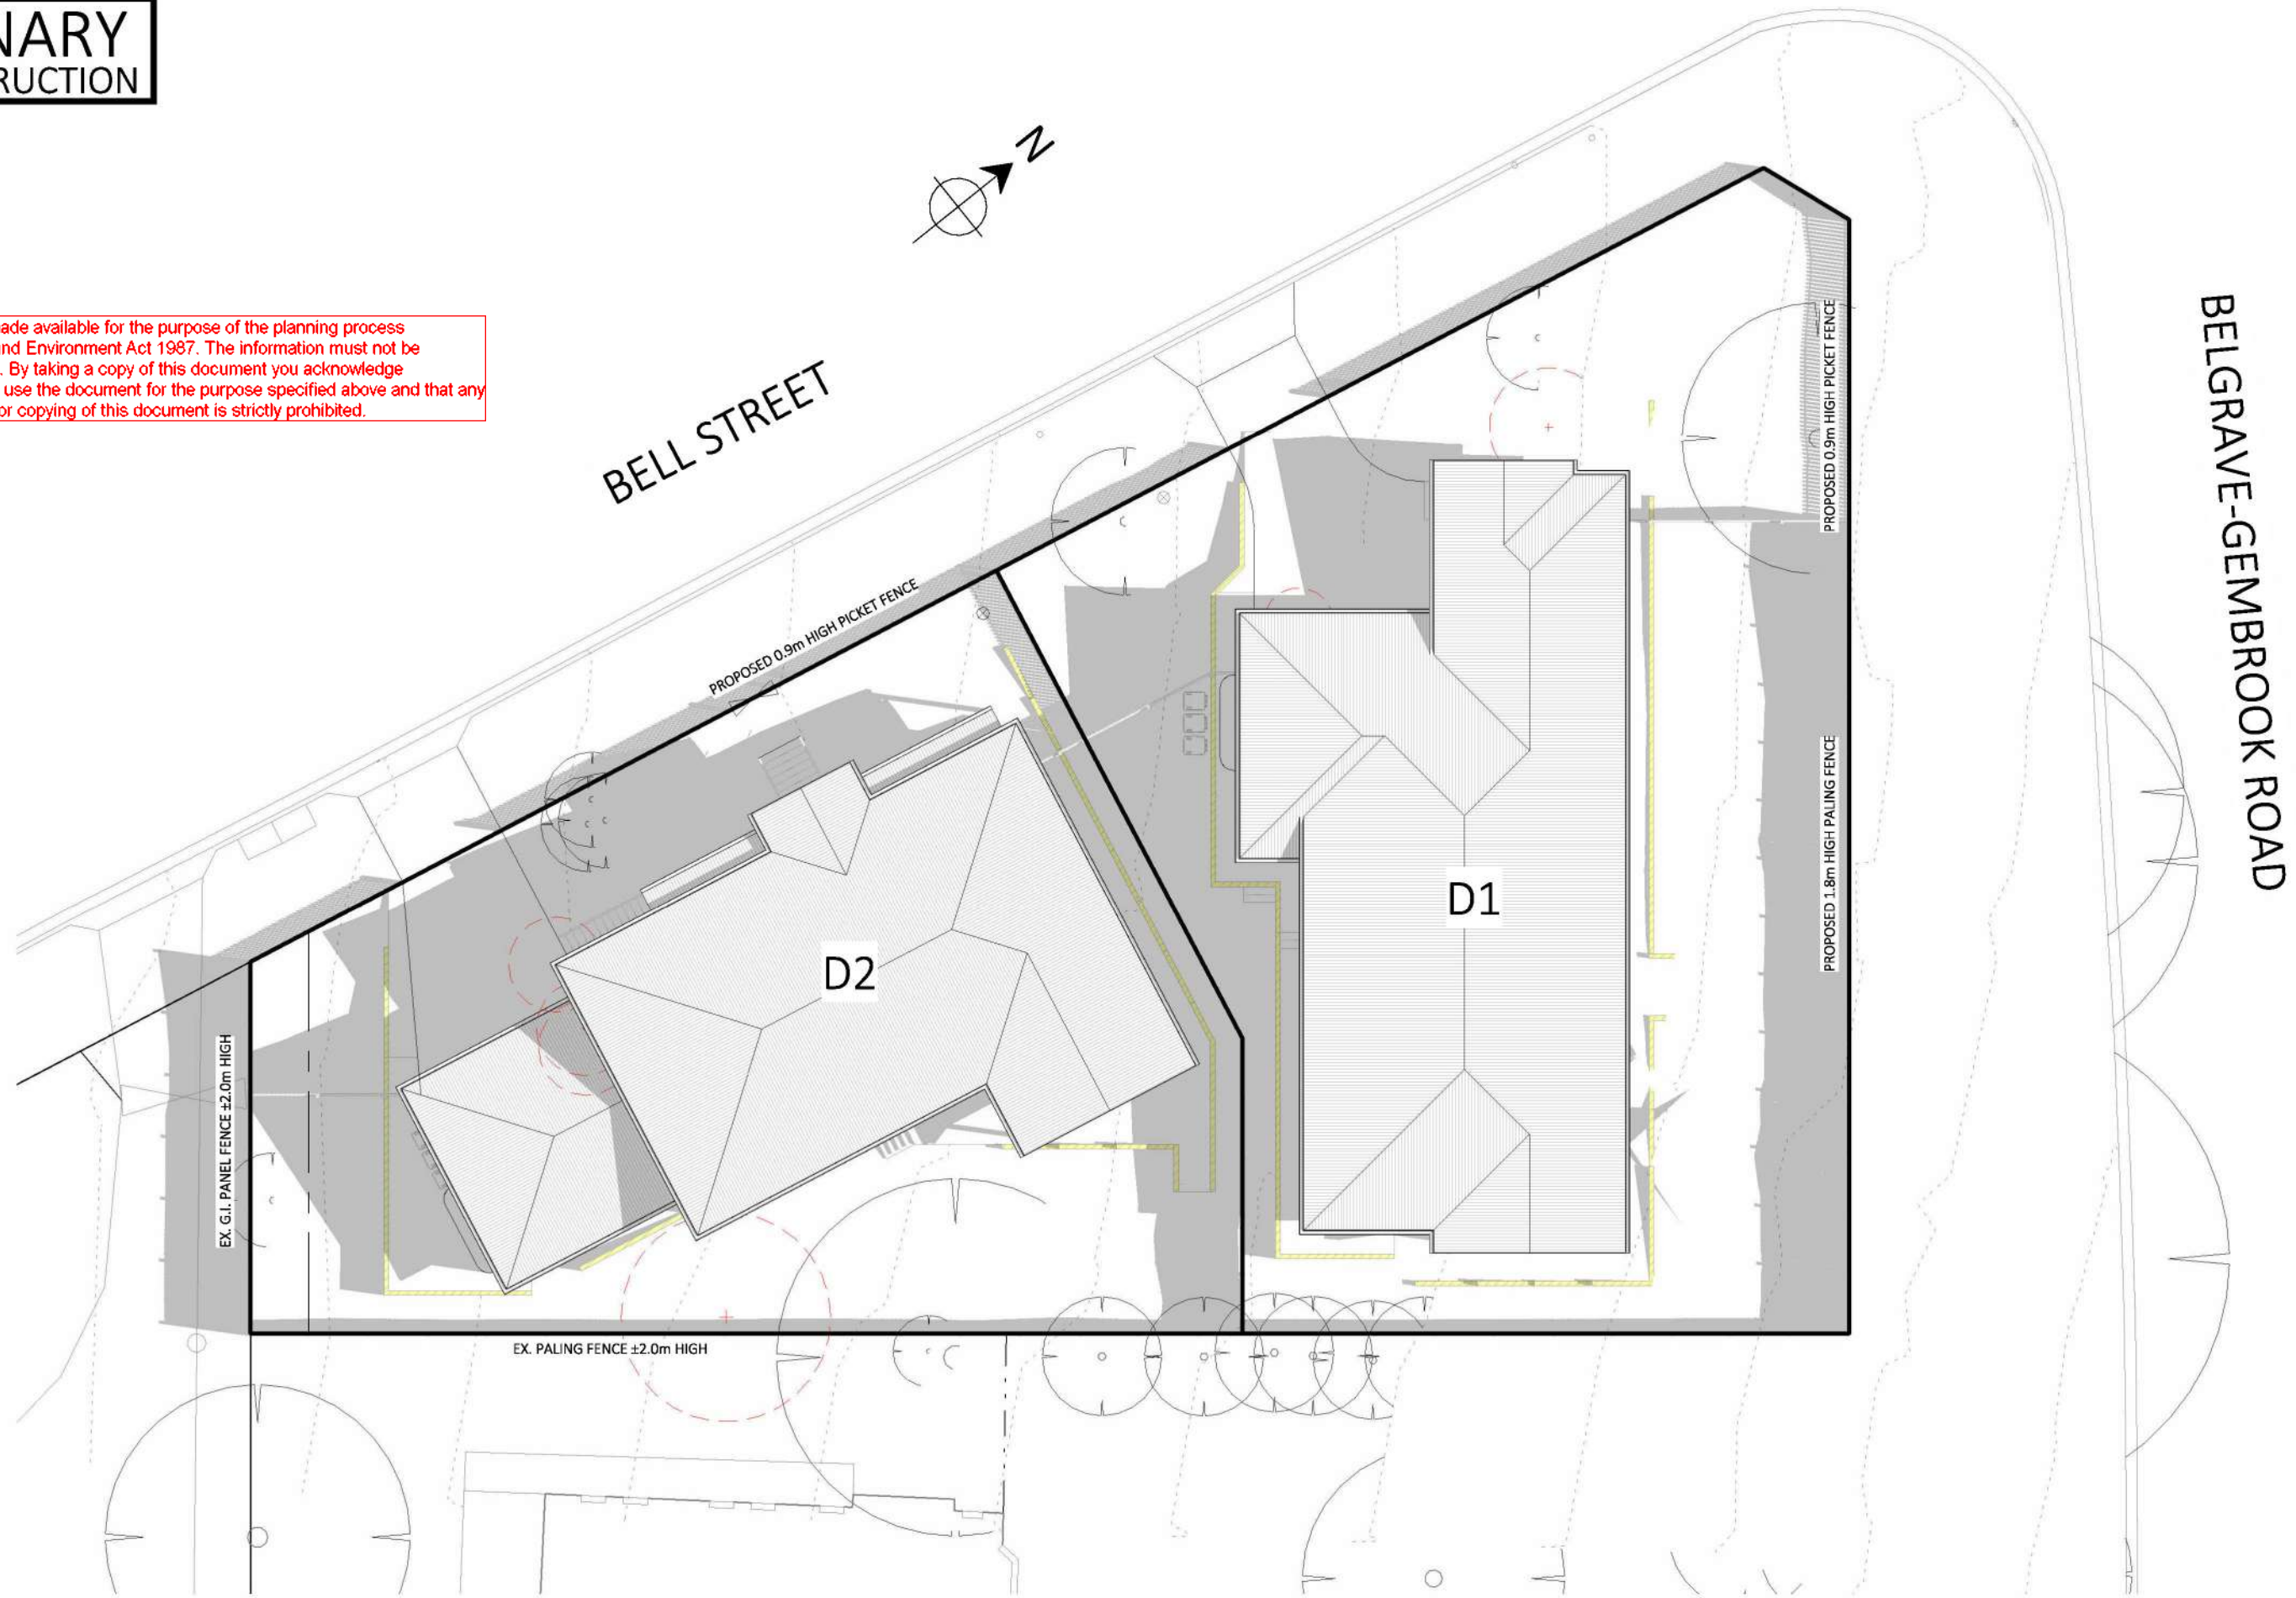 NARY
RUCTION
ade available for the purpose of the planning process
nd Environment Act 1987. The information must not be
. By taking a copy of this document you acknowledge
use the document for the purpose specified above and that any
or copying of this document is strictly prohibited.
N
BELL STREET
BELGRAVE-GEMBROOK ROAD
PROPOSED 0.9m HIGH PICKET FENCE
PROPOSED 0.9m HIGH PICKET FENCE
PROPOSED 1.8m HIGH PALING FENCE
D1
D2
EX. G.I. PANEL FENCE ±2.0m HIGH
EX. PALING FENCE ±2.0m HIGH